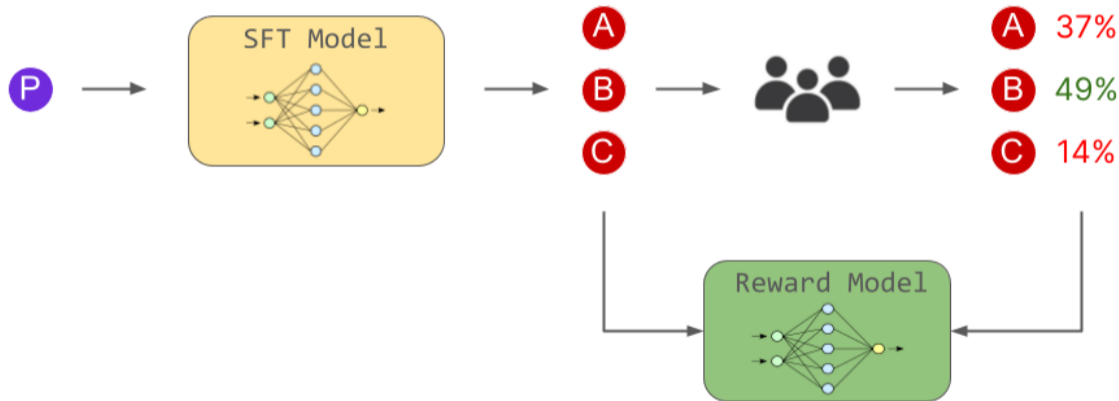 SFT Model
P
A
B
C
A 37%
B 49%
C 14%
Reward Model